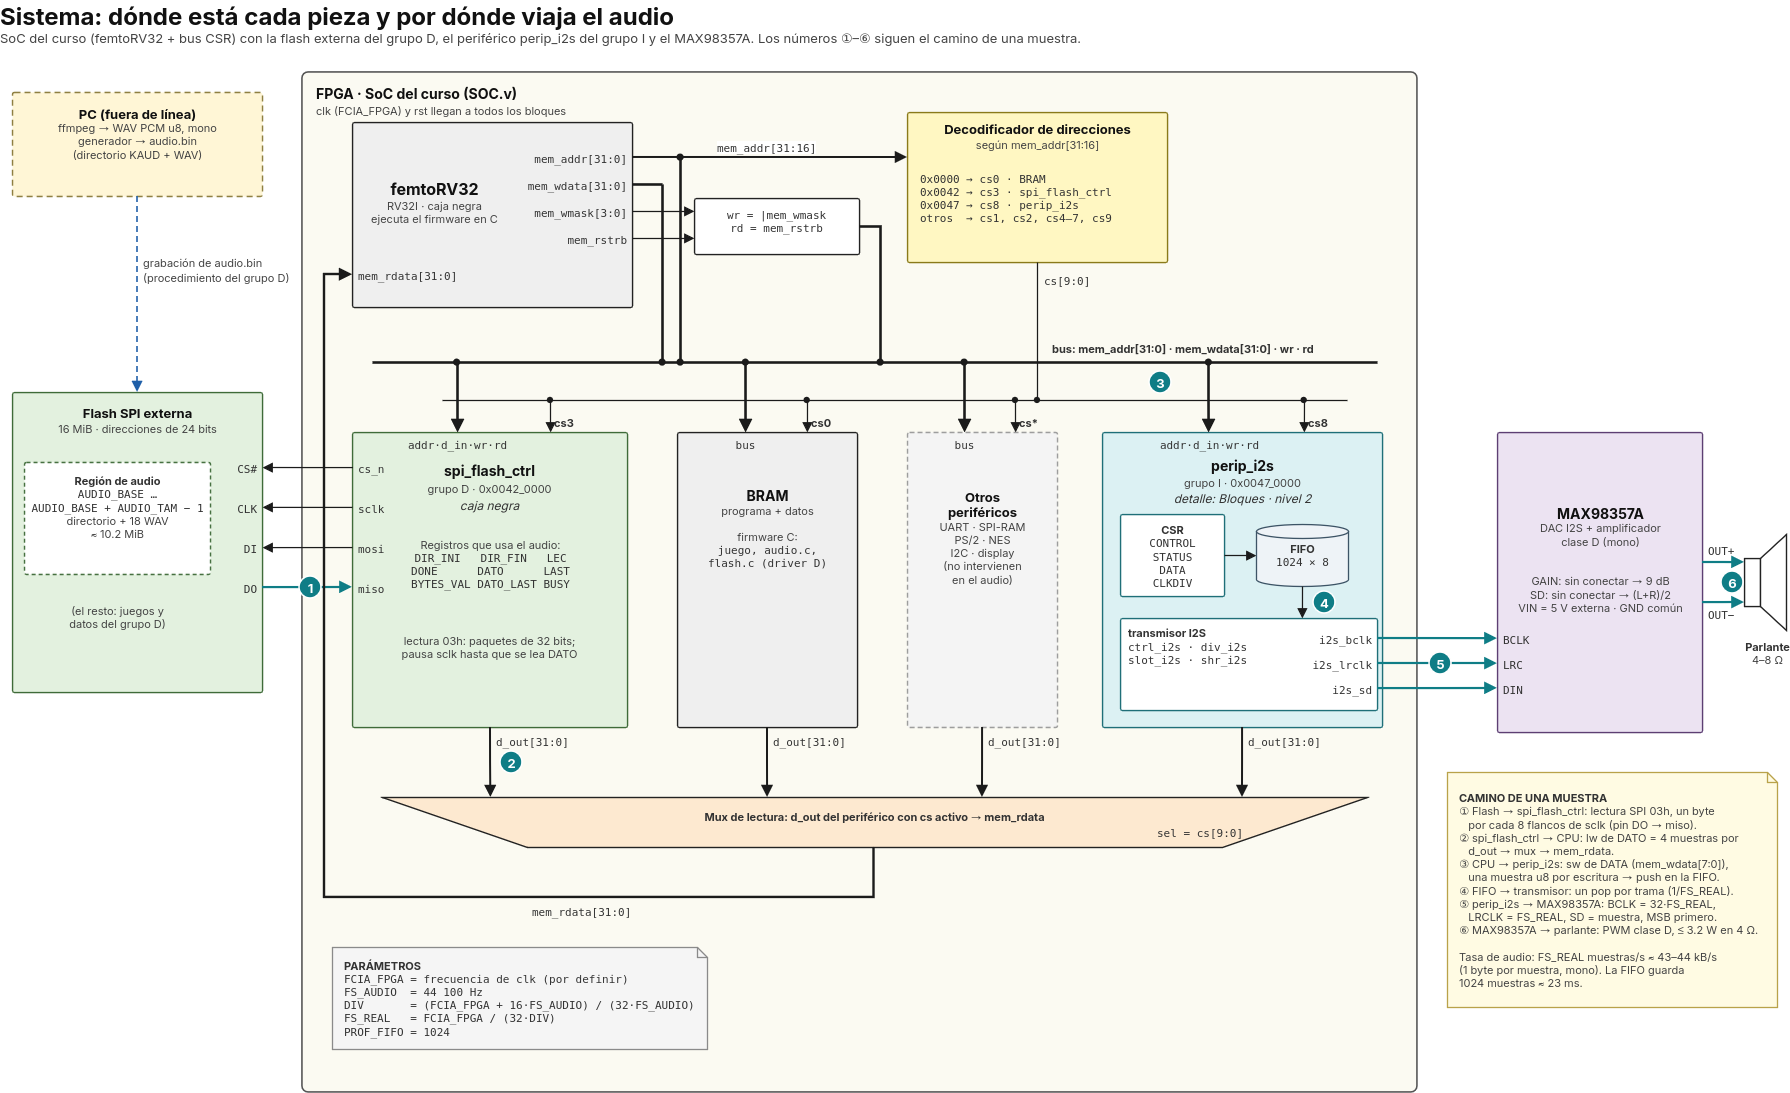 Sistema: dónde está cada pieza y por dónde viaja el audio
SoC del curso (femtoRV32 + bus CSR) con la flash externa del grupo D, el periférico perip_i2s del grupo I y el MAX98357A. Los números ①–⑥ siguen el camino de una muestra.
PC (fuera de línea)
ffmpeg → WAV PCM u8, mono
generador → audio.bin
(directorio KAUD + WAV)
grabación de audio.bin
(procedimiento del grupo D)
Flash SPI externa
16 MiB · direcciones de 24 bits
Región de audio
AUDIO_BASE …
AUDIO_BASE + AUDIO_TAM − 1
directorio + 18 WAV
≈ 10.2 MiB
(el resto: juegos y
datos del grupo D)
CS#
CLK
DI
DO
1
FPGA · SoC del curso (SOC.v)
clk (FCIA_FPGA) y rst llegan a todos los bloques
femtoRV32
RV32I · caja negra
ejecuta el firmware en C
mem_addr[31:0]
mem_wdata[31:0]
mem_wmask[3:0]
mem_rstrb
mem_rdata[31:0]
mem_addr[31:16]
wr = |mem_wmask
rd = mem_rstrb
Decodificador de direcciones
según mem_addr[31:16]
0x0000 → cs0 · BRAM
0x0042 → cs3 · spi_flash_ctrl
0x0047 → cs8 · perip_i2s
otros  → cs1, cs2, cs4–7, cs9
cs[9:0]
bus: mem_addr[31:0] · mem_wdata[31:0] · wr · rd
3
cs3
cs0
cs*
cs8
addr·d_in·wr·rd
spi_flash_ctrl
grupo D · 0x0042_0000
caja negra
cs_n
sclk
mosi
miso
Registros que usa el audio:
DIR_INI   DIR_FIN   LEC
DONE      DATO      LAST
BYTES_VAL DATO_LAST BUSY
lectura 03h: paquetes de 32 bits;
pausa sclk hasta que se lea DATO
bus
BRAM
programa + datos
firmware C:
juego, audio.c,
flash.c (driver D)
bus
Otros
periféricos
UART · SPI-RAM
PS/2 · NES
I2C · display
(no intervienen
en el audio)
addr·d_in·wr·rd
perip_i2s
grupo I · 0x0047_0000
detalle: Bloques · nivel 2
CSR
CONTROL
STATUS
DATA
CLKDIV
FIFO
1024 × 8
4
transmisor I2S
ctrl_i2s · div_i2s
slot_i2s · shr_i2s
i2s_bclk
i2s_lrclk
i2s_sd
5
MAX98357A
DAC I2S + amplificador
clase D (mono)
GAIN: sin conectar → 9 dB
SD: sin conectar → (L+R)/2
VIN = 5 V externa · GND común
BCLK
LRC
DIN
OUT+
6
OUT−
Parlante
4–8 Ω
d_out[31:0]
2
d_out[31:0]
d_out[31:0]
d_out[31:0]
Mux de lectura: d_out del periférico con cs activo → mem_rdata
sel = cs[9:0]
mem_rdata[31:0]
PARÁMETROS
FCIA_FPGA = frecuencia de clk (por definir)
FS_AUDIO  = 44 100 Hz
DIV       = (FCIA_FPGA + 16·FS_AUDIO) / (32·FS_AUDIO)
FS_REAL   = FCIA_FPGA / (32·DIV)
PROF_FIFO = 1024
CAMINO DE UNA MUESTRA
① Flash → spi_flash_ctrl: lectura SPI 03h, un byte
por cada 8 flancos de sclk (pin DO → miso).
② spi_flash_ctrl → CPU: lw de DATO = 4 muestras por
d_out → mux → mem_rdata.
③ CPU → perip_i2s: sw de DATA (mem_wdata[7:0]),
una muestra u8 por escritura → push en la FIFO.
④ FIFO → transmisor: un pop por trama (1/FS_REAL).
⑤ perip_i2s → MAX98357A: BCLK = 32·FS_REAL,
LRCLK = FS_REAL, SD = muestra, MSB primero.
⑥ MAX98357A → parlante: PWM clase D, ≤ 3.2 W en 4 Ω.
Tasa de audio: FS_REAL muestras/s ≈ 43–44 kB/s
(1 byte por muestra, mono). La FIFO guarda
1024 muestras ≈ 23 ms.